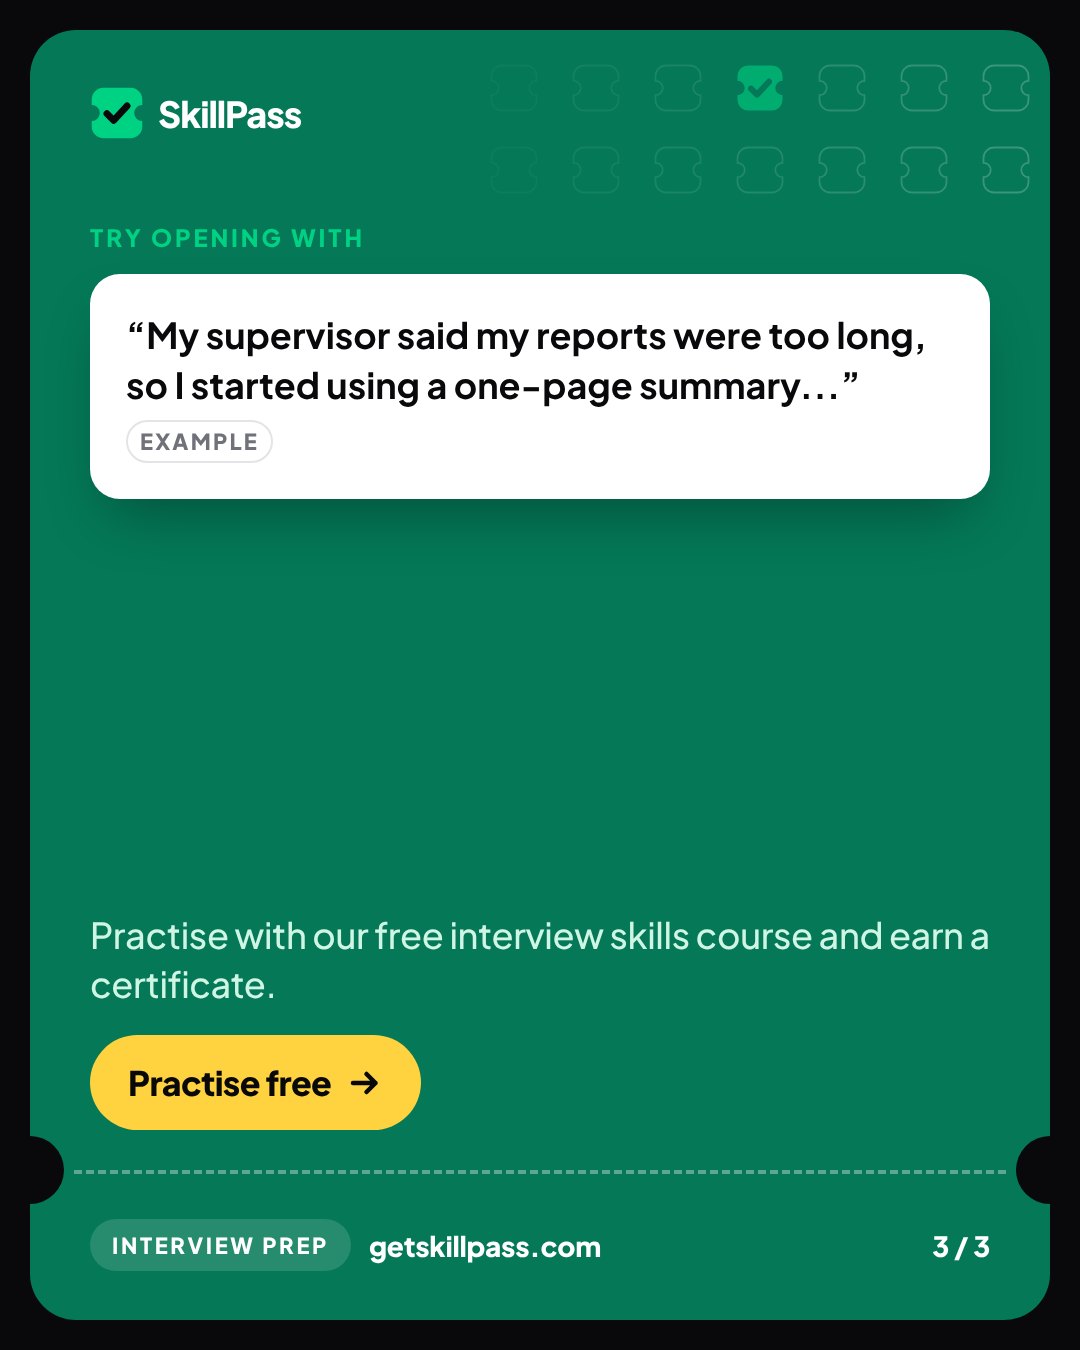 SkillPass
TRY OPENING WITH
“My supervisor said my reports were too long,
so I started using a one-page summary...”
EXAMPLE
Practise with our free interview skills course and earn a
certificate.
Practise free →
INTERVIEW PREP getskillpass.com 3 / 3